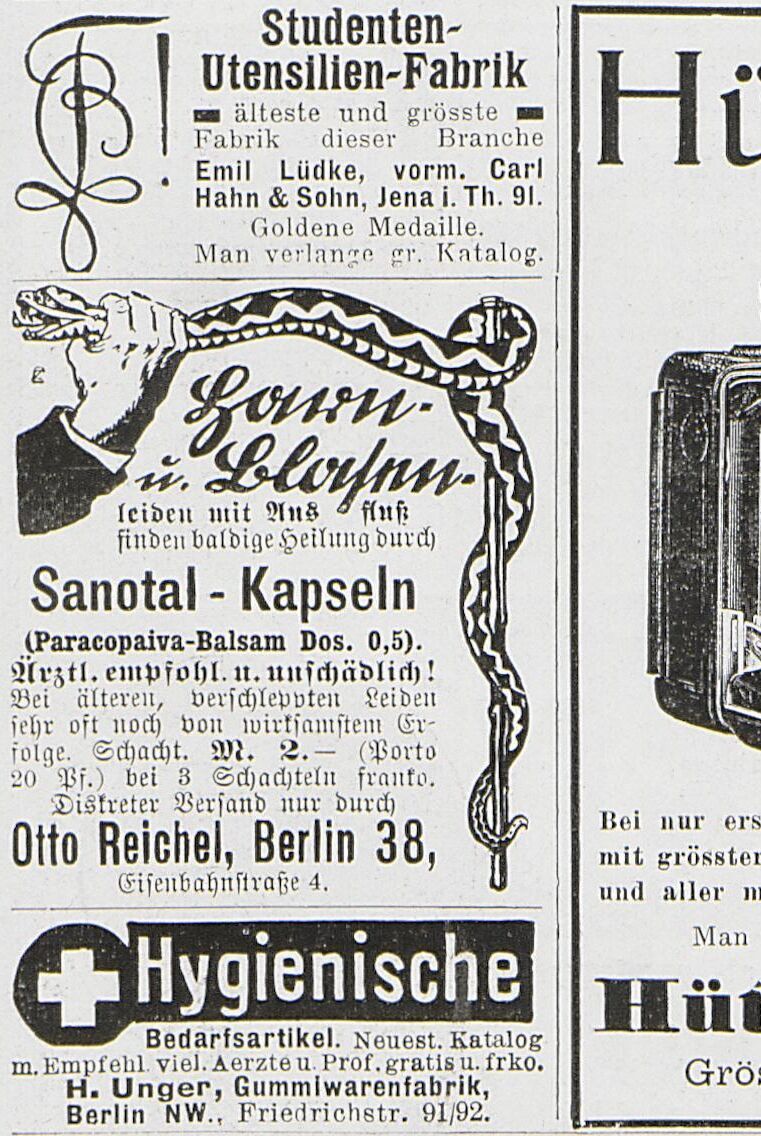 Studenten-
Utensilien-Fabrik
älteste und grösste
Fabrik dieser Branche
Emil Lüdke, vorm. Carl
Hahn & Sohn, Jena i. Th. 91.
Goldene Medaille.
Man verlange gr. Katalog.
Harn-
u. Blasen-
leiden mit Ausfluß
finden baldige Heilung durch
Sanotal - Kapseln
(Paracopaiva-Balsam Dos. 0,5).
Ärztl. empfohl. u. unschädlich!
Bei älteren, verschleppten Leiden
sehr oft noch von wirksamstem Er-
folge. Schacht. M. 2.— (Porto
20 Pf.) bei 3 Schachteln franko.
Diskreter Versand nur durch
Otto Reichel, Berlin 38,
Eisenbahnstraße 4.
Hygienische
Bedarfsartikel. Neuest. Katalog
m. Empfehl. viel. Aerzte u. Prof. gratis u. frko.
H. Unger, Gummiwarenfabrik,
Berlin NW., Friedrichstr. 91/92.
Hü
Bei nur ers
mit grösster
und aller m
Man
Hüt
Grös